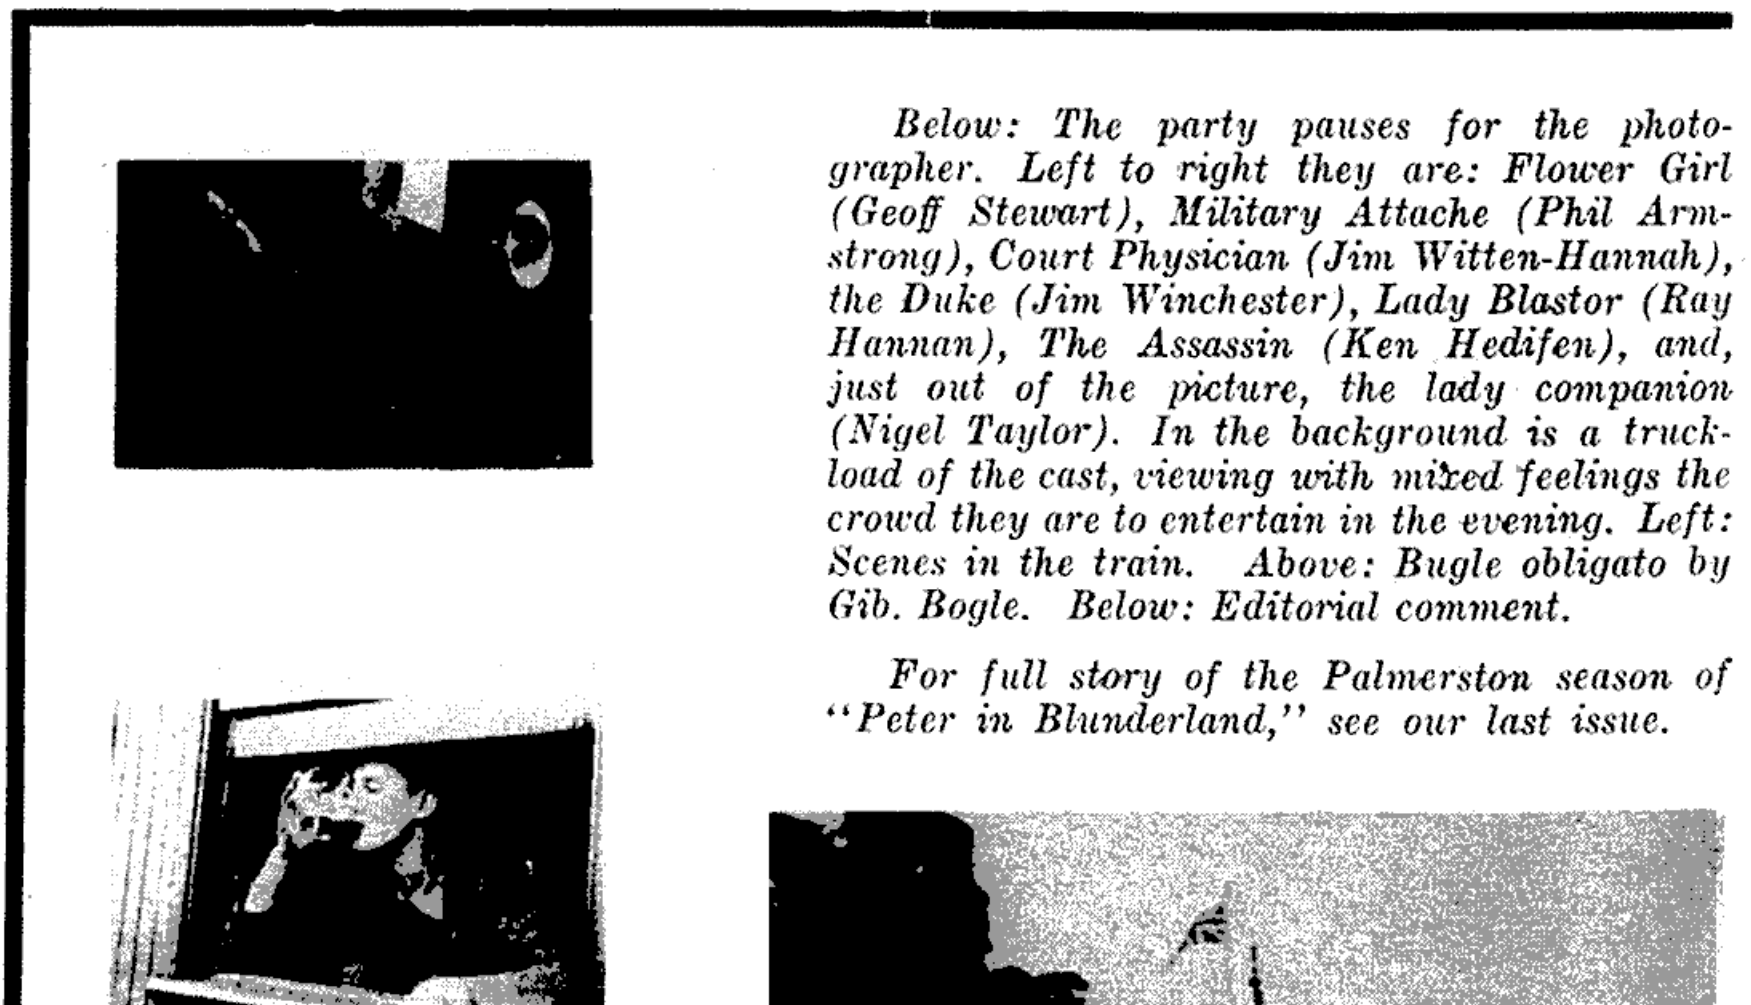 Below: The party pauses for the photo-
grapher. Left to right they are: Flower Girl
(Geoff Stewart), Military Attache (Phil Arm-
strong), Court Physician (Jim Witten-Hannah),
the Duke (Jim Winchester), Lady Blastor (Ray
Hannan), The Assassin (Ken Hedifen), and,
just out of the picture, the lady companion
(Nigel Taylor). In the background is a truck-
load of the cast, viewing with mixed feelings the
crowd they are to entertain in the evening. Left:
Scenes in the train. Above: Bugle obligato by
Gib. Bogle. Below: Editorial comment.
For full story of the Palmerston season of
"Peter in Blunderland," see our last issue.